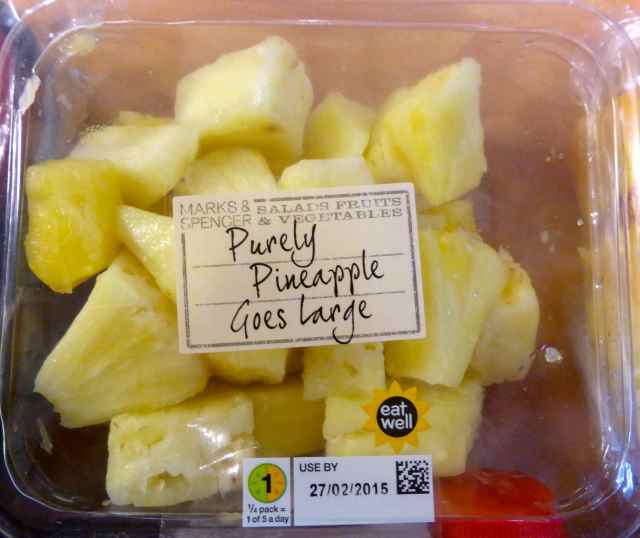 MARKS & SPENCER
SALADS FRUITS & VEGETABLES
Purely
Pineapple
Goes Large
eat
well
1
¼ pack =
1 of 5 a day
USE BY
27/02/2015